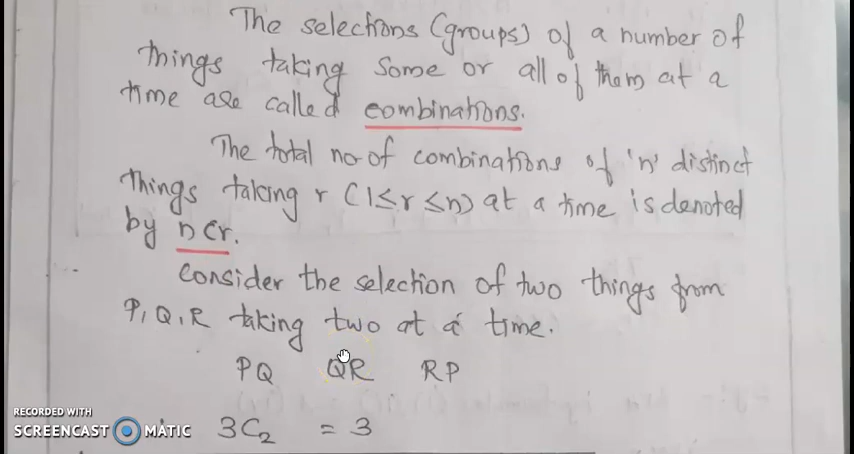 The selections (groups) of a number of
things taking some or all of them at a
time are called combinations.
The total no of combinations of 'n' distinct
things taking r (1≤r≤n) at a time is denoted
by nCr.
Consider the selection of two things from
P, Q, R taking two at a time.
PQ QR RP
3C2 = 3
RECORDED WITH
SCREENCAST MATIC